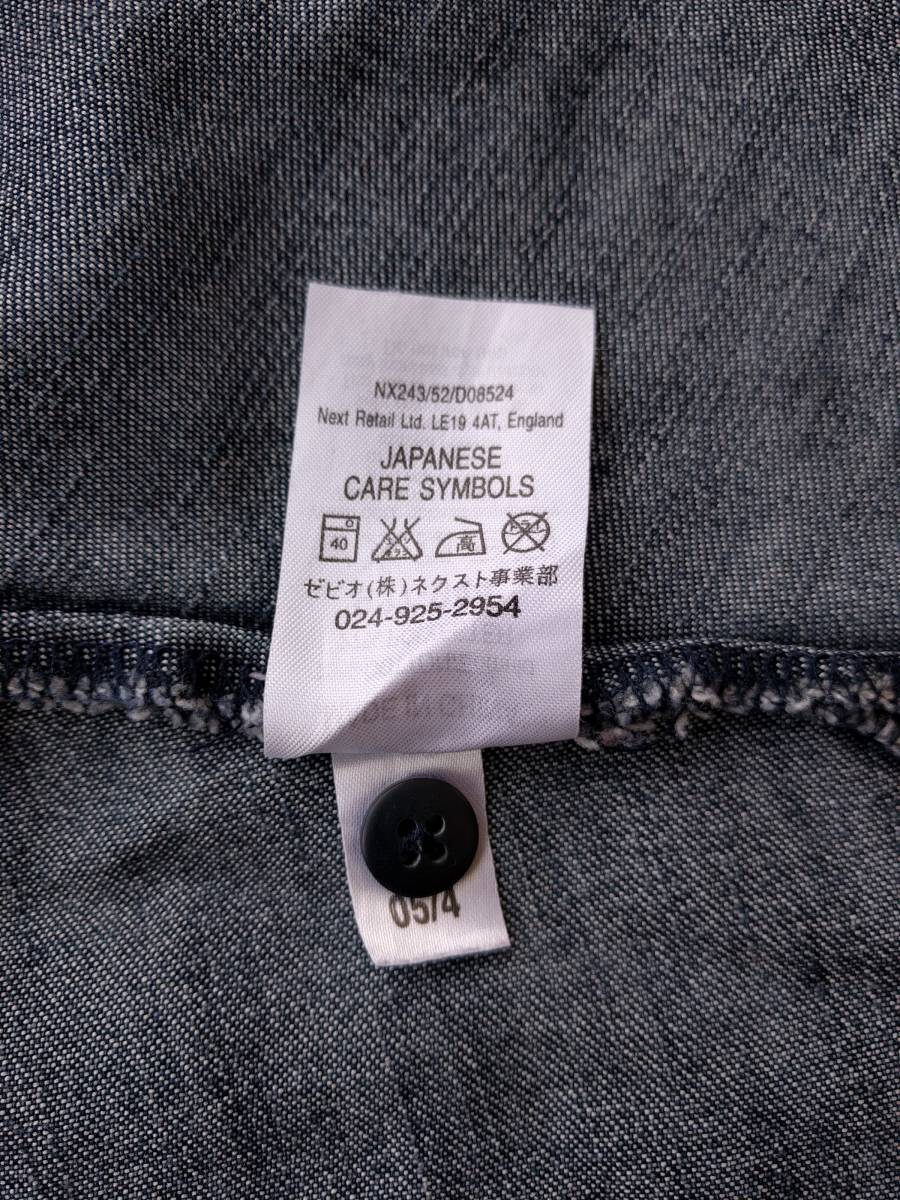 NX243/52/D08524
Next Retail Ltd. LE19 4AT, England
JAPANESE
CARE SYMBOLS
40 高
ゼビオ(株)ネクスト事業部
024-925-2954
05/4